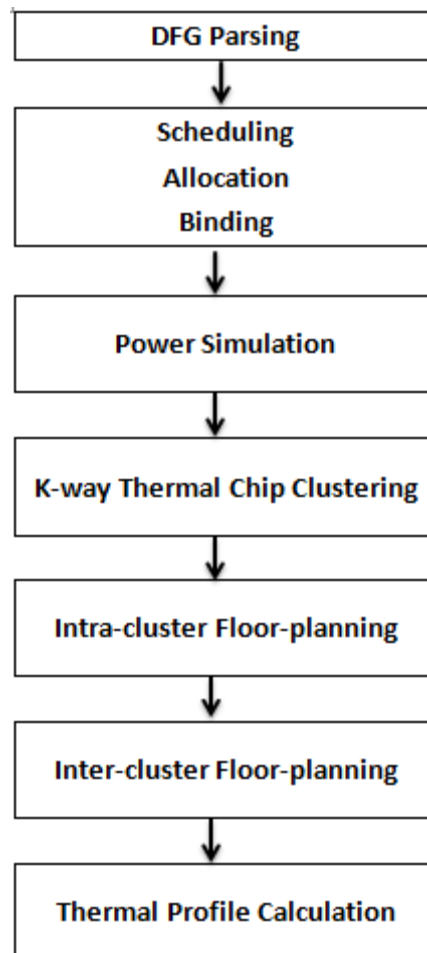 DFG Parsing
Scheduling
Allocation
Binding
Power Simulation
K-way Thermal Chip Clustering
Intra-cluster Floor-planning
Inter-cluster Floor-planning
Thermal Profile Calculation